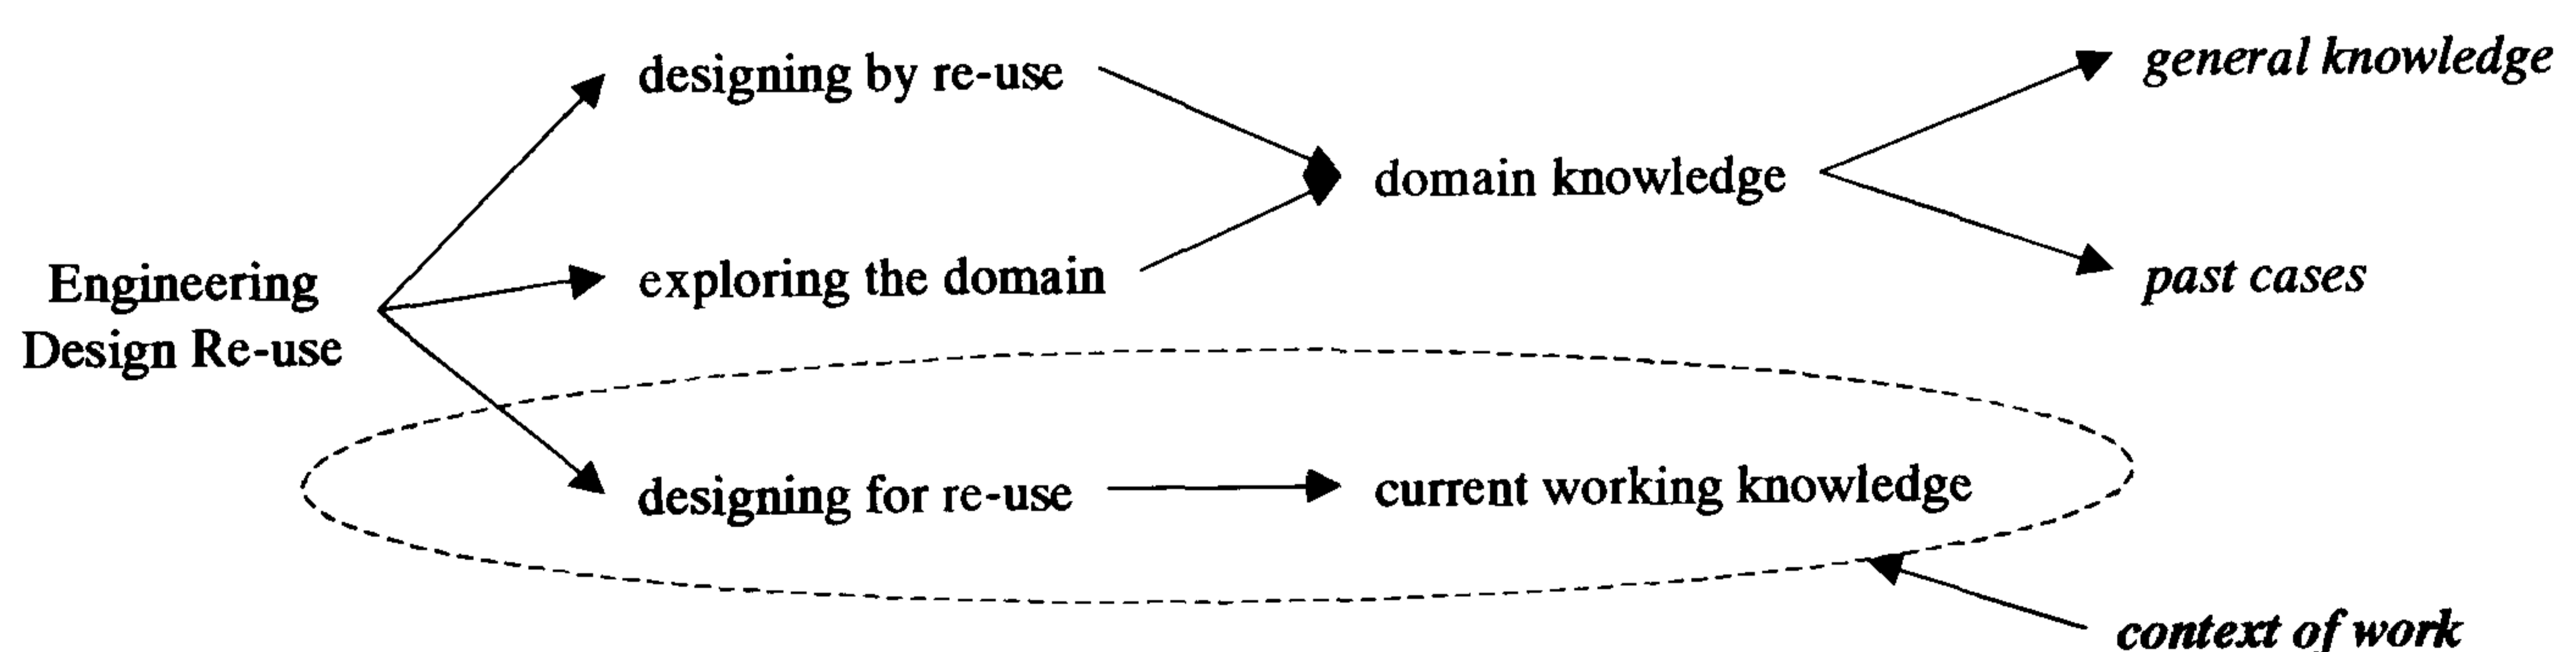 designing by re-use
general knowledge
domain knowledge
Engineering
Design Re-use
exploring the domain
past cases
designing for re-use
current working knowledge
context of work